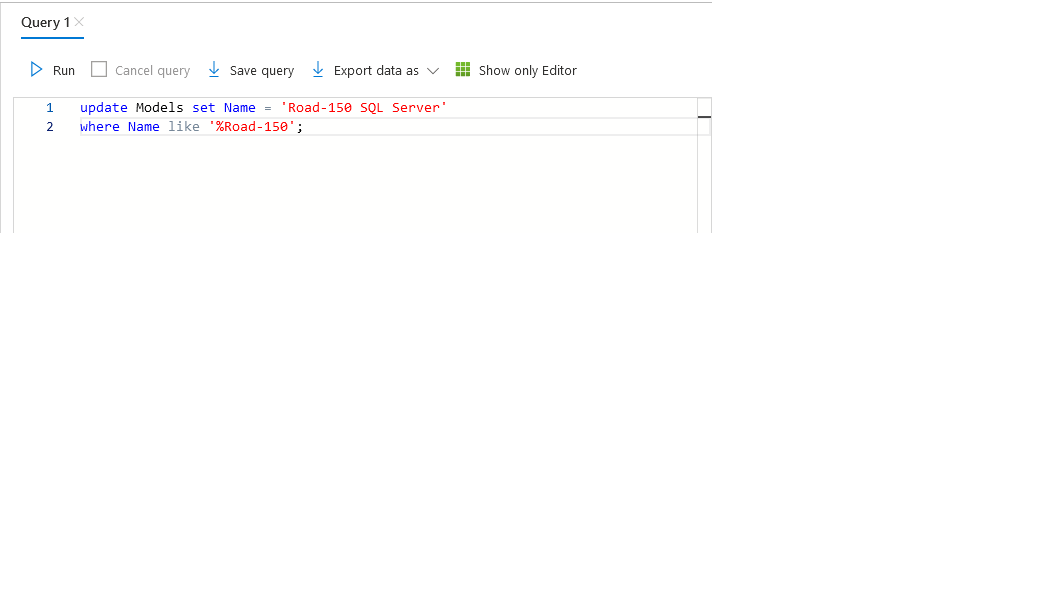 Query 1
Run Cancel query Save query Export data as Show only Editor
1 update Models set Name = 'Road-150 SQL Server'
2 where Name like '%Road-150';